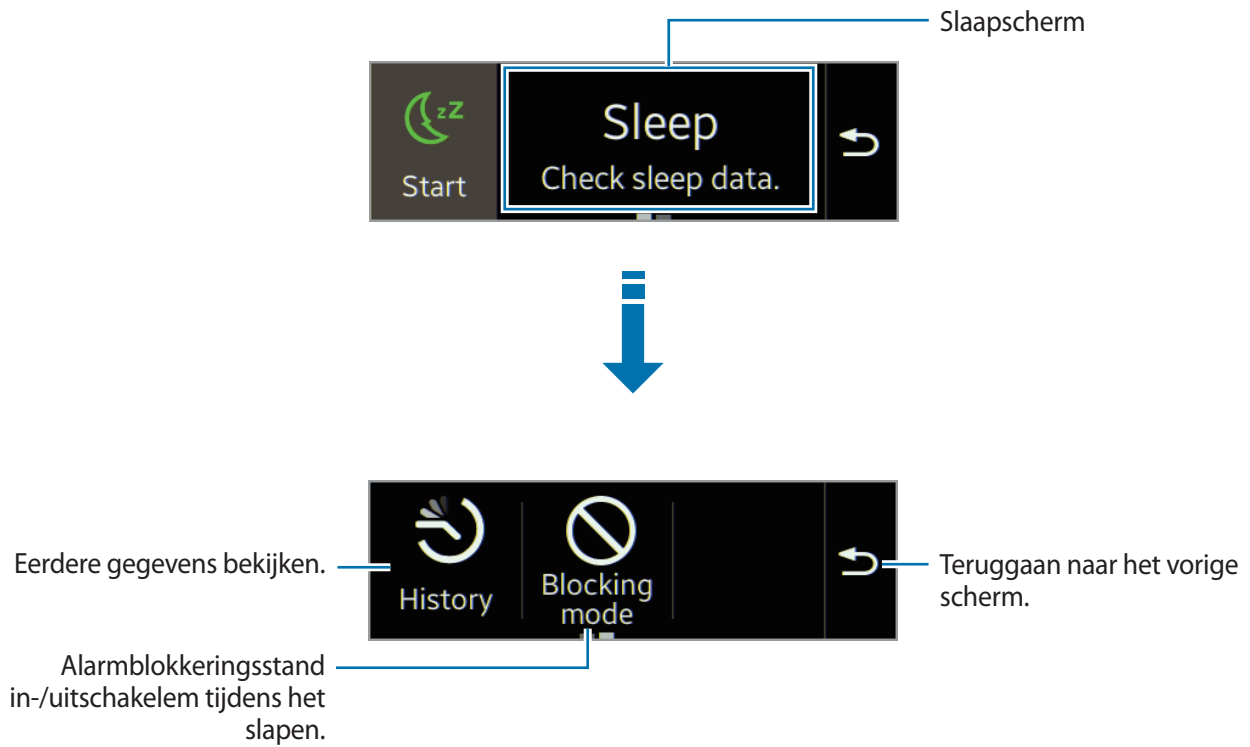 Slaapscherm
Sleep
Start
Check sleep data.
Eerdere gegevens bekijken.
History
Blocking
mode
Teruggaan naar het vorige
scherm.
Alarmblokkeringsstand
in-/uitschakelem tijdens het
slapen.